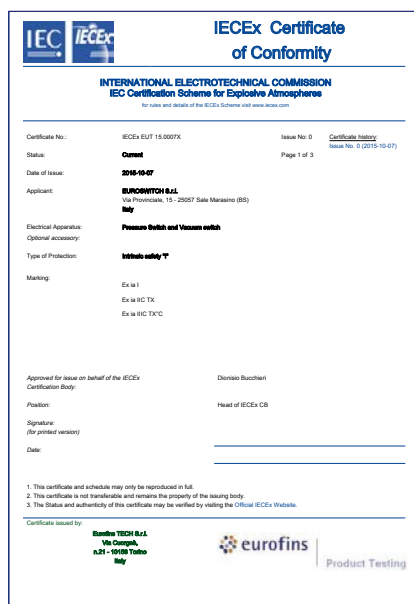 IEC
IECEx
IECEx Certificate
of Conformity
INTERNATIONAL ELECTROTECHNICAL COMMISSION
IEC Certification Scheme for Explosive Atmospheres
for rules and details of the IECEx Scheme visit www.iecex.com
Certificate No.: IECEx EUT 15.0007X Issue No: 0 Certificate history:
Issue No. 0 (2015-10-07)
Status: Current Page 1 of 3
Date of Issue: 2015-10-07
Applicant: EUROSWITCH S.r.l.
Via Provinciale, 15 - 25057 Sale Marasino (BS)
Italy
Electrical Apparatus: Pressure Switch and Vacuum switch
Optional accessory:
Type of Protection: Intrinsic safety "i"
Marking:
Ex ia I
Ex ia IIC TX
Ex ia IIIC TX°C
Approved for issue on behalf of the IECEx Dionisio Bucchieri
Certification Body:
Position: Head of IECEx CB
Signature:
(for printed version)
Date:
1. This certificate and schedule may only be reproduced in full.
2. This certificate is not transferable and remains the property of the issuing body.
3. The Status and authenticity of this certificate may be verified by visiting the Official IECEx Website.
Certificate issued by:
Eurofins TECH S.r.l.
Via Cuorgnè,
n.21 - 10156 Torino
Italy
eurofins
Product Testing